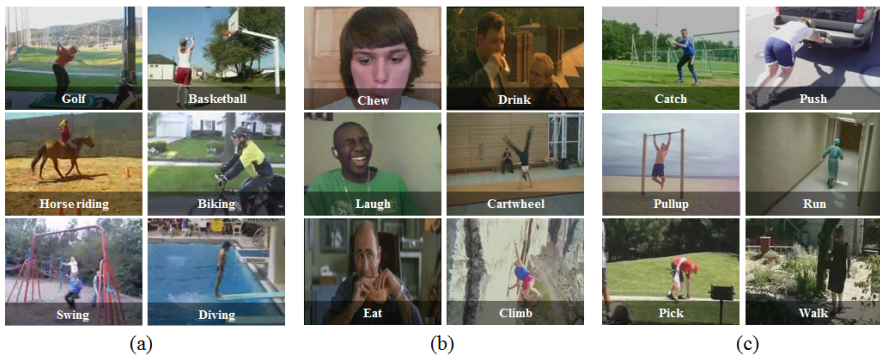 Golf
Basketball
Horse riding
Biking
Swing
Diving
(a)
Chew
Drink
Laugh
Cartwheel
Eat
Climb
(b)
Catch
Push
Pullup
Run
Pick
Walk
(c)